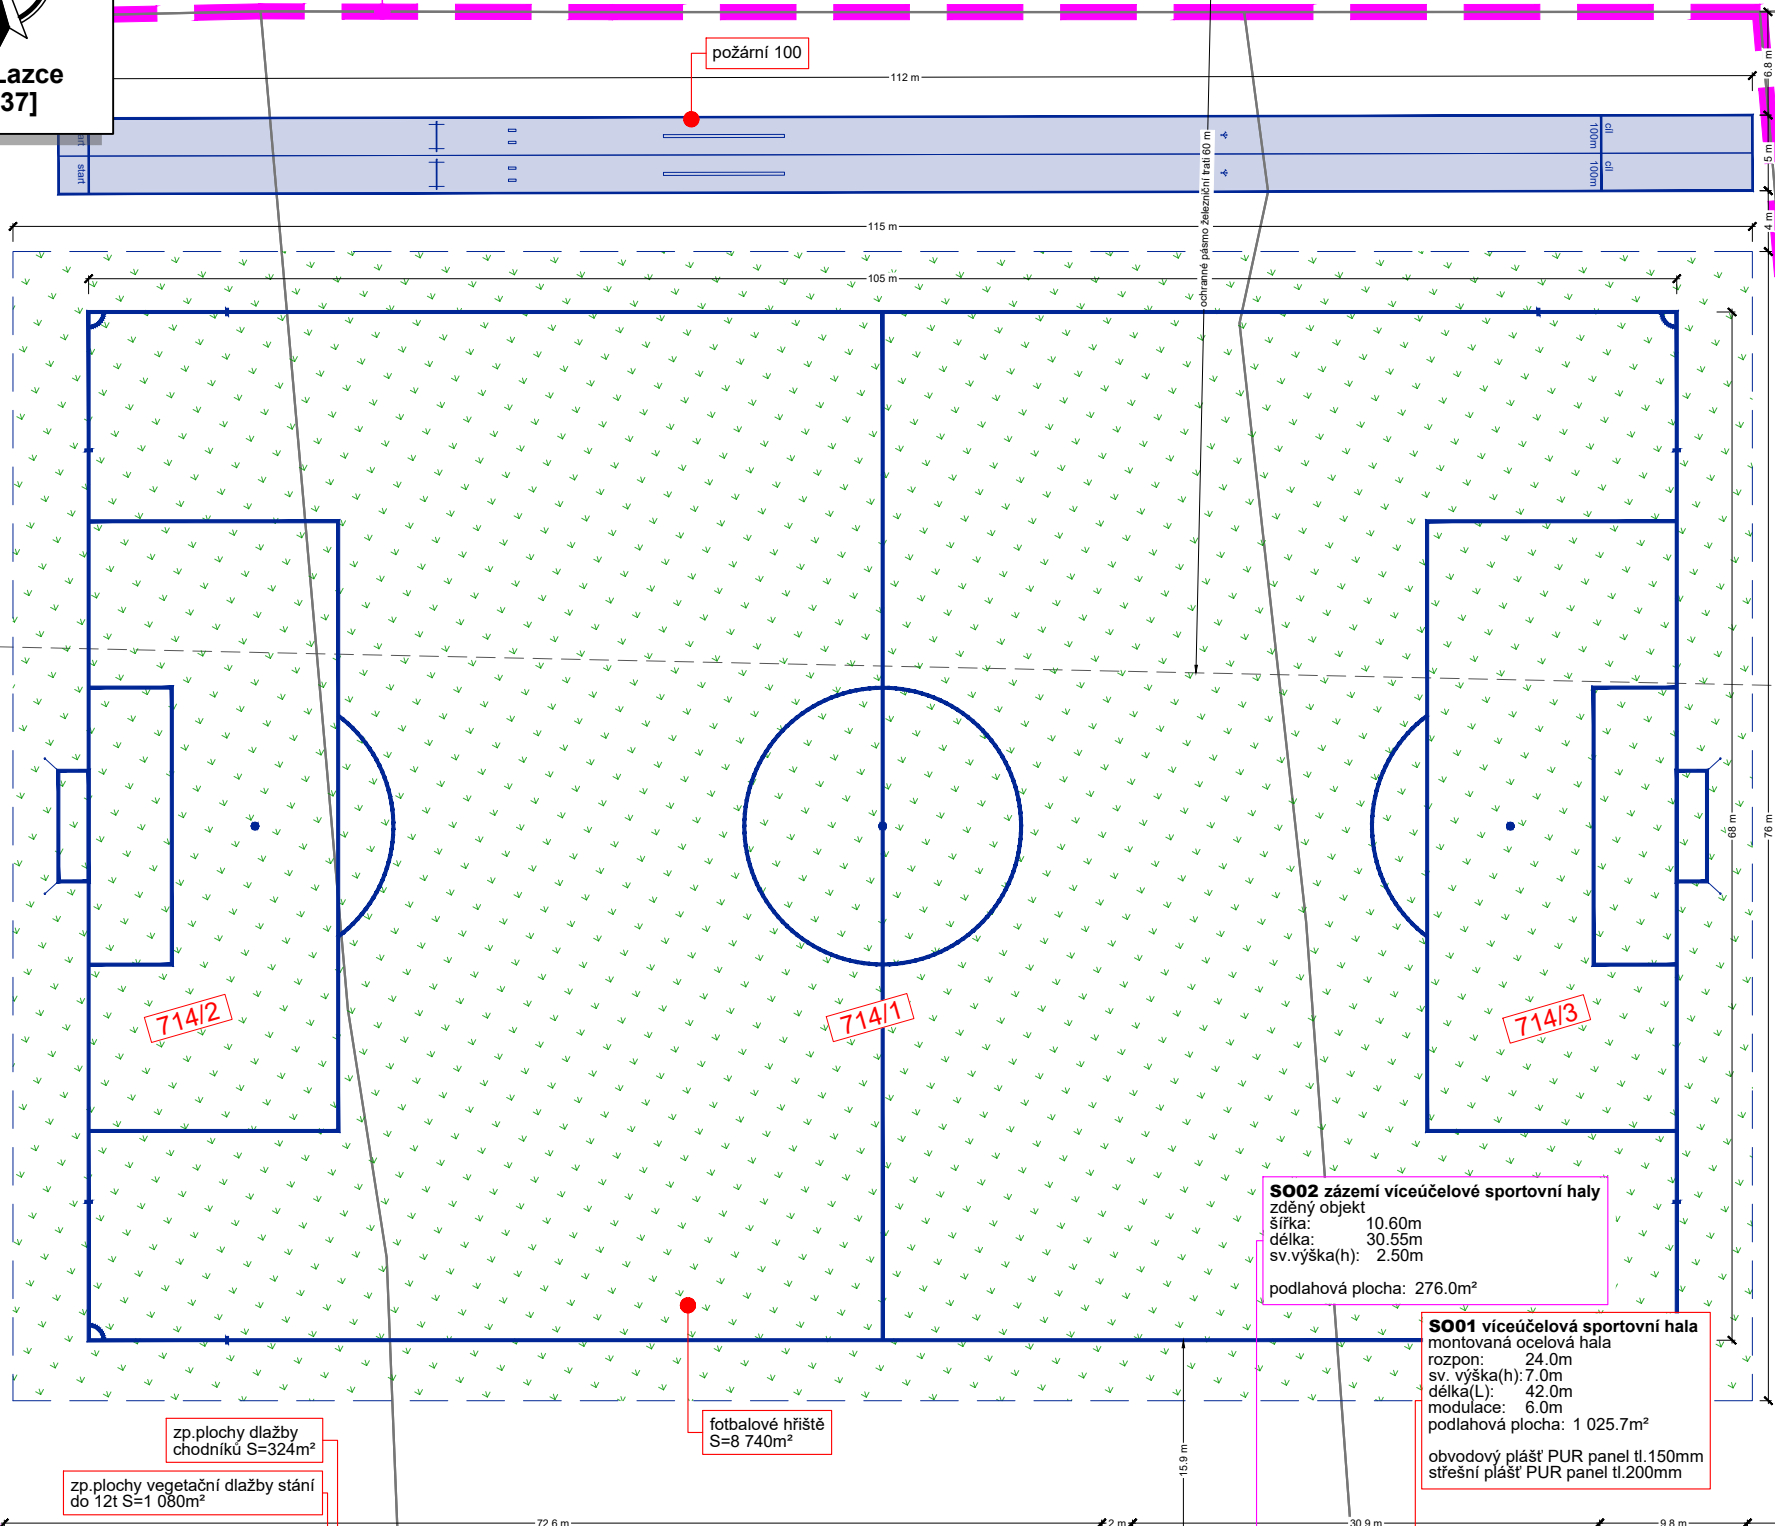 Lazce
37]
požární 100
112 m
6.8 m
start
100m
cíl
start
100m
cíl
5 m
ochranné pásmo železniční trati 60 m
115 m
4 m
105 m
68 m
76 m
714/2
714/1
714/3
SO02 zázemí víceúčelové sportovní haly
zděný objekt
šířka: 10.60m
délka: 30.55m
sv.výška(h): 2.50m
podlahová plocha: 276.0m²
SO01 víceúčelová sportovní hala
montovaná ocelová hala
rozpon: 24.0m
sv. výška(h): 7.0m
délka(L): 42.0m
modulace: 6.0m
podlahová plocha: 1 025.7m²
obvodový plášť PUR panel tl.150mm
střešní plášť PUR panel tl.200mm
fotbalové hřiště
S=8 740m²
zp.plochy dlažby
chodníků S=324m²
zp.plochy vegetační dlažby stání
do 12t S=1 080m²
15.9 m
72.6 m
2 m
30.9 m
9.8 m